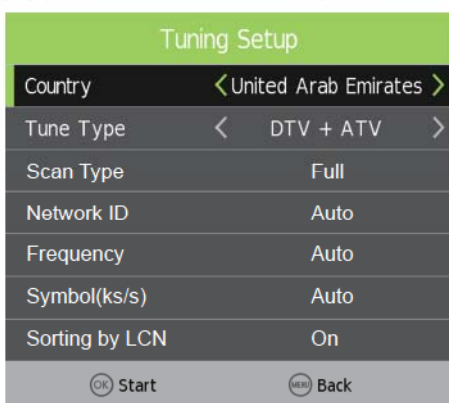 Tuning Setup
Country < United Arab Emirates >
Tune Type < DTV + ATV >
Scan Type Full
Network ID Auto
Frequency Auto
Symbol(ks/s) Auto
Sorting by LCN On
OK Start MENU Back